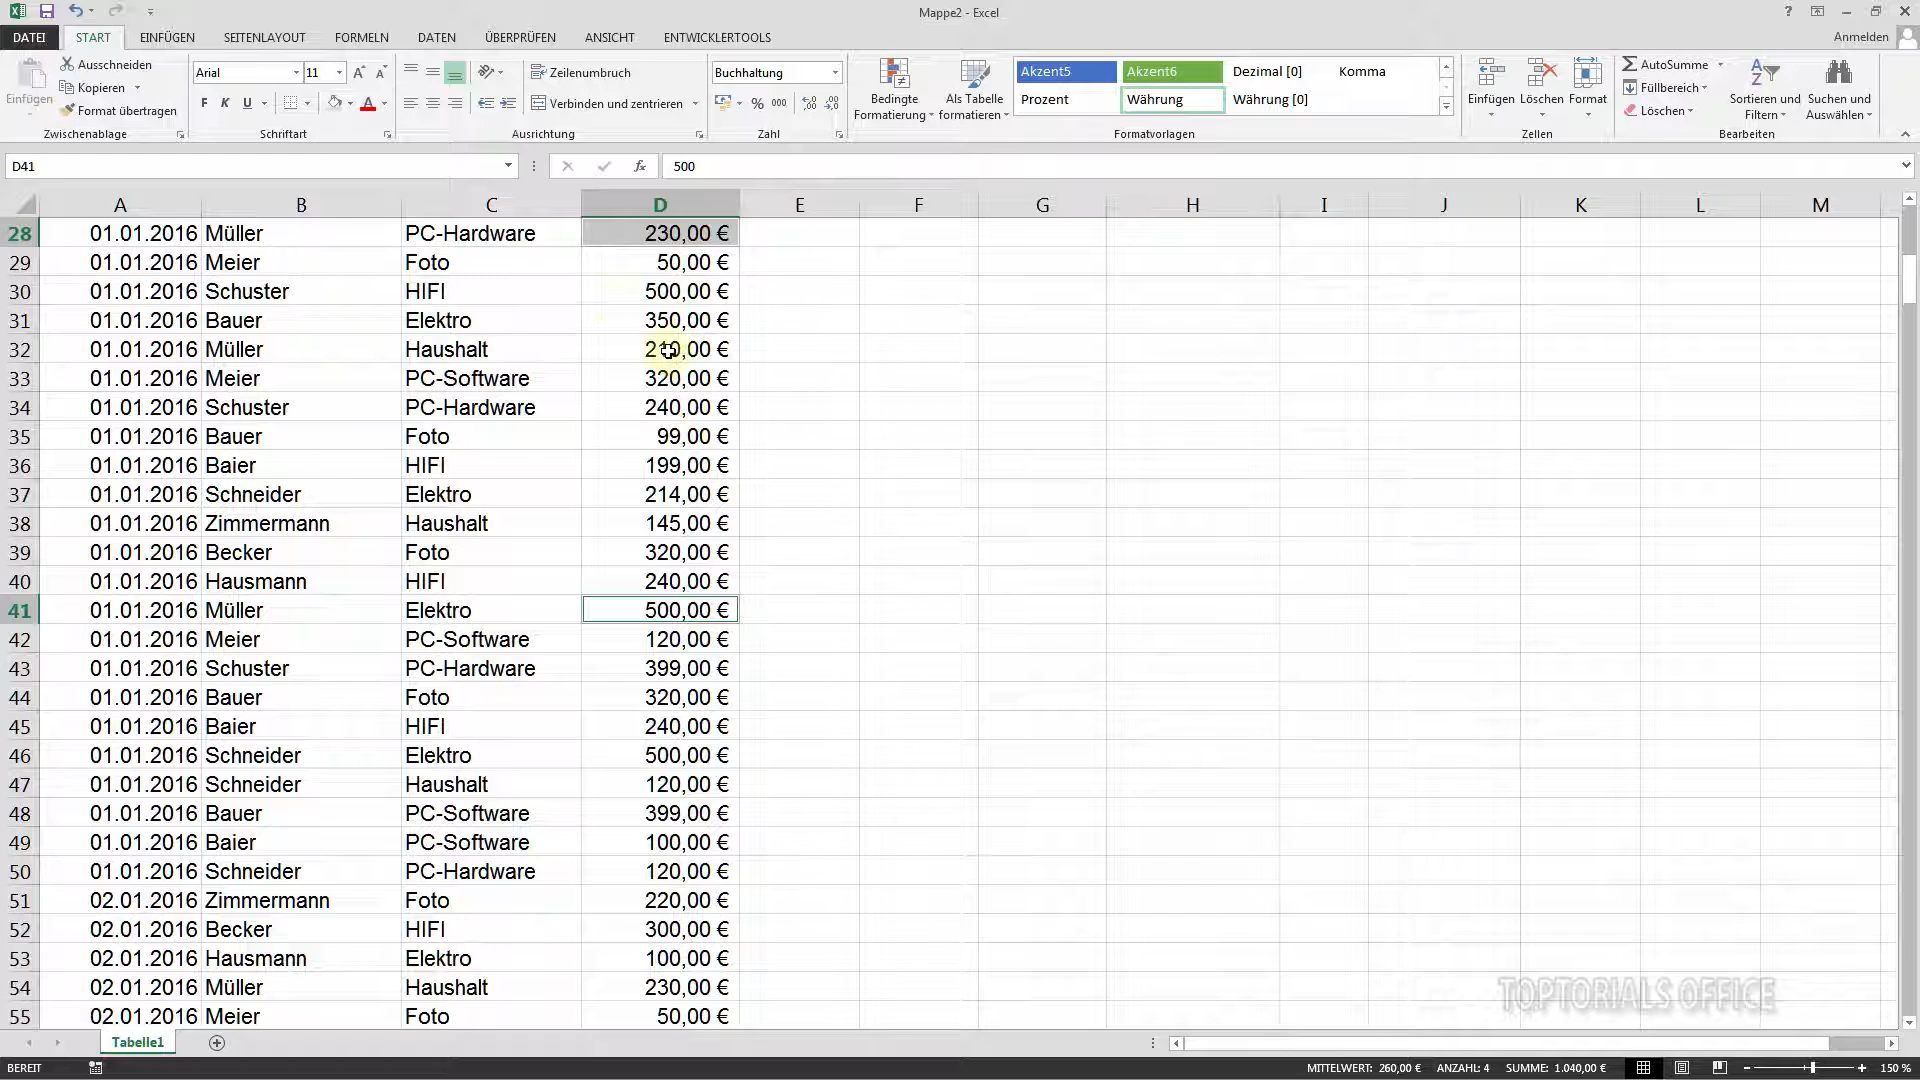 Mappe2 - Excel
DATEI START EINFÜGEN SEITENLAYOUT FORMELN DATEN ÜBERPRÜFEN ANSICHT ENTWICKLERTOOLS Anmelden
Einfügen
Ausschneiden
Kopieren
Format übertragen
Zwischenablage
Arial 11
F K U
Schriftart
Zeilenumbruch
Verbinden und zentrieren
Ausrichtung
Buchhaltung
% 000
Zahl
Bedingte Formatierung
Als Tabelle formatieren
Akzent5 Akzent6 Dezimal [0] Komma
Prozent Währung Währung [0]
Formatvorlagen
Einfügen Löschen Format
Zellen
AutoSumme
Füllbereich
Löschen
Sortieren und Filtern
Suchen und Auswählen
Bearbeiten
D41 fx 500
A B C D E F G H I J K L M
28 01.01.2016 Müller PC-Hardware 230,00 €
29 01.01.2016 Meier Foto 50,00 €
30 01.01.2016 Schuster HIFI 500,00 €
31 01.01.2016 Bauer Elektro 350,00 €
32 01.01.2016 Müller Haushalt 210,00 €
33 01.01.2016 Meier PC-Software 320,00 €
34 01.01.2016 Schuster PC-Hardware 240,00 €
35 01.01.2016 Bauer Foto 99,00 €
36 01.01.2016 Baier HIFI 199,00 €
37 01.01.2016 Schneider Elektro 214,00 €
38 01.01.2016 Zimmermann Haushalt 145,00 €
39 01.01.2016 Becker Foto 320,00 €
40 01.01.2016 Hausmann HIFI 240,00 €
41 01.01.2016 Müller Elektro 500,00 €
42 01.01.2016 Meier PC-Software 120,00 €
43 01.01.2016 Schuster PC-Hardware 399,00 €
44 01.01.2016 Bauer Foto 320,00 €
45 01.01.2016 Baier HIFI 240,00 €
46 01.01.2016 Schneider Elektro 500,00 €
47 01.01.2016 Schneider Haushalt 120,00 €
48 01.01.2016 Bauer PC-Software 399,00 €
49 01.01.2016 Baier PC-Software 100,00 €
50 01.01.2016 Schneider PC-Hardware 120,00 €
51 02.01.2016 Zimmermann Foto 220,00 €
52 02.01.2016 Becker HIFI 300,00 €
53 02.01.2016 Hausmann Elektro 100,00 €
54 02.01.2016 Müller Haushalt 230,00 €
55 02.01.2016 Meier Foto 50,00 €
TOPTORIALS OFFICE
Tabelle1
BEREIT MITTELWERT: 260,00 € ANZAHL: 4 SUMME: 1.040,00 € 150 %